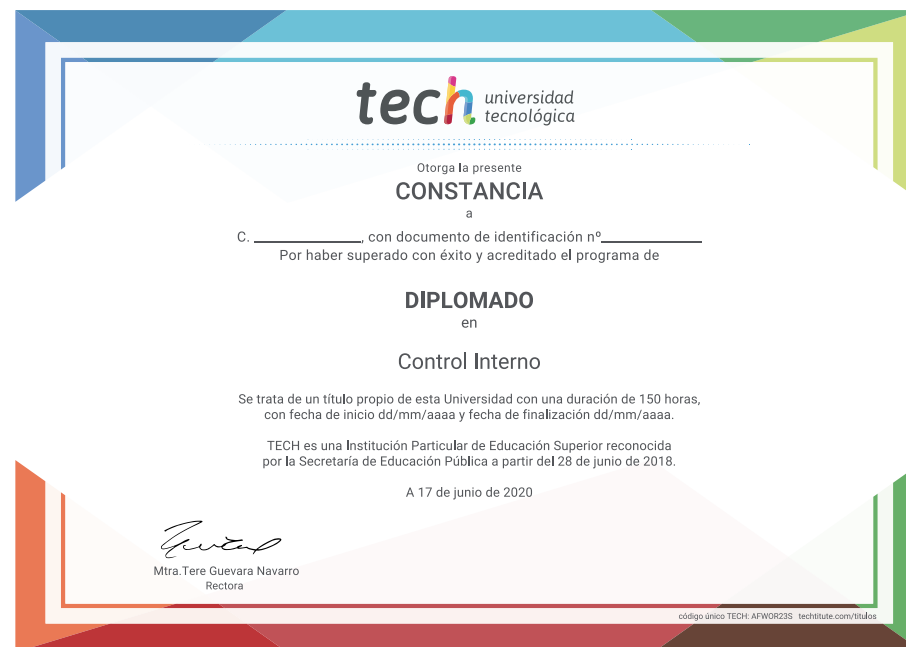 tech universidad
tecnológica
Otorga la presente
CONSTANCIA
a
C. ____________, con documento de identificación nº____________
Por haber superado con éxito y acreditado el programa de
DIPLOMADO
en
Control Interno
Se trata de un título propio de esta Universidad con una duración de 150 horas,
con fecha de inicio dd/mm/aaaa y fecha de finalización dd/mm/aaaa.
TECH es una Institución Particular de Educación Superior reconocida
por la Secretaría de Educación Pública a partir del 28 de junio de 2018.
A 17 de junio de 2020
Mtra.Tere Guevara Navarro
Rectora
código único TECH: AFWOR23S techtitute.com/titulos